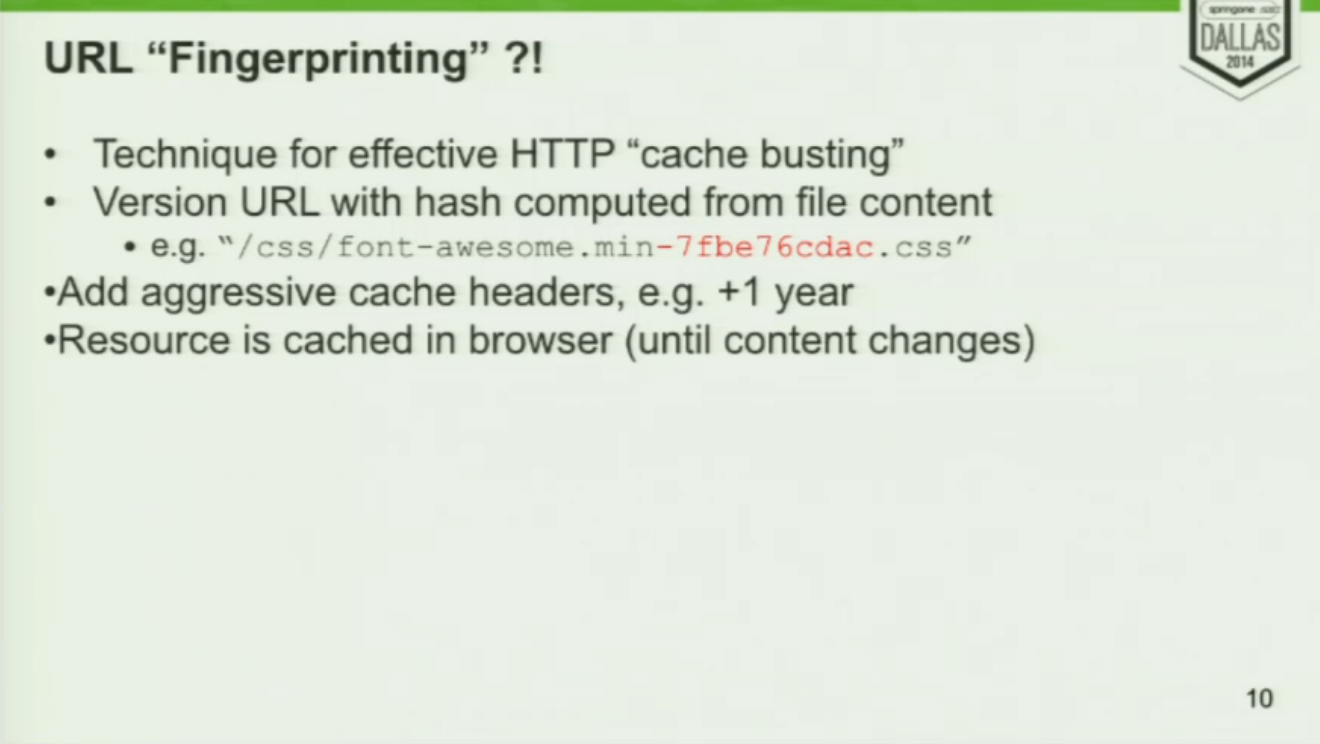 springone 2GX
DALLAS
2014
URL “Fingerprinting” ?!
• Technique for effective HTTP “cache busting”
• Version URL with hash computed from file content
• e.g. “/css/font-awesome.min-7fbe76cdac.css”
•Add aggressive cache headers, e.g. +1 year
•Resource is cached in browser (until content changes)
10